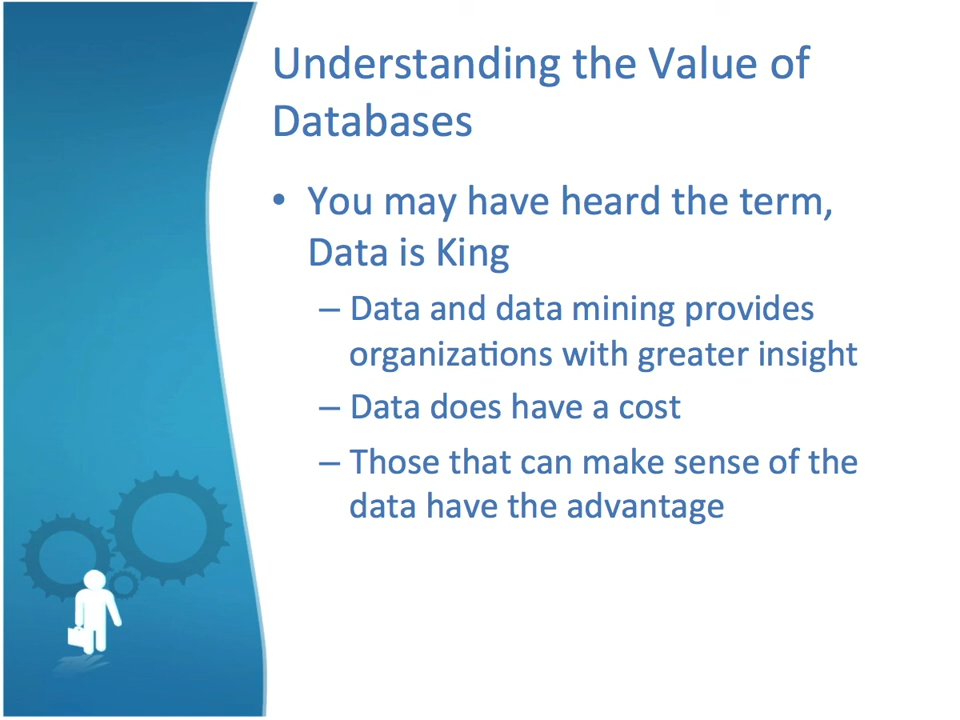 Understanding the Value of
Databases
• You may have heard the term,
Data is King
– Data and data mining provides
organizations with greater insight
– Data does have a cost
– Those that can make sense of the
data have the advantage